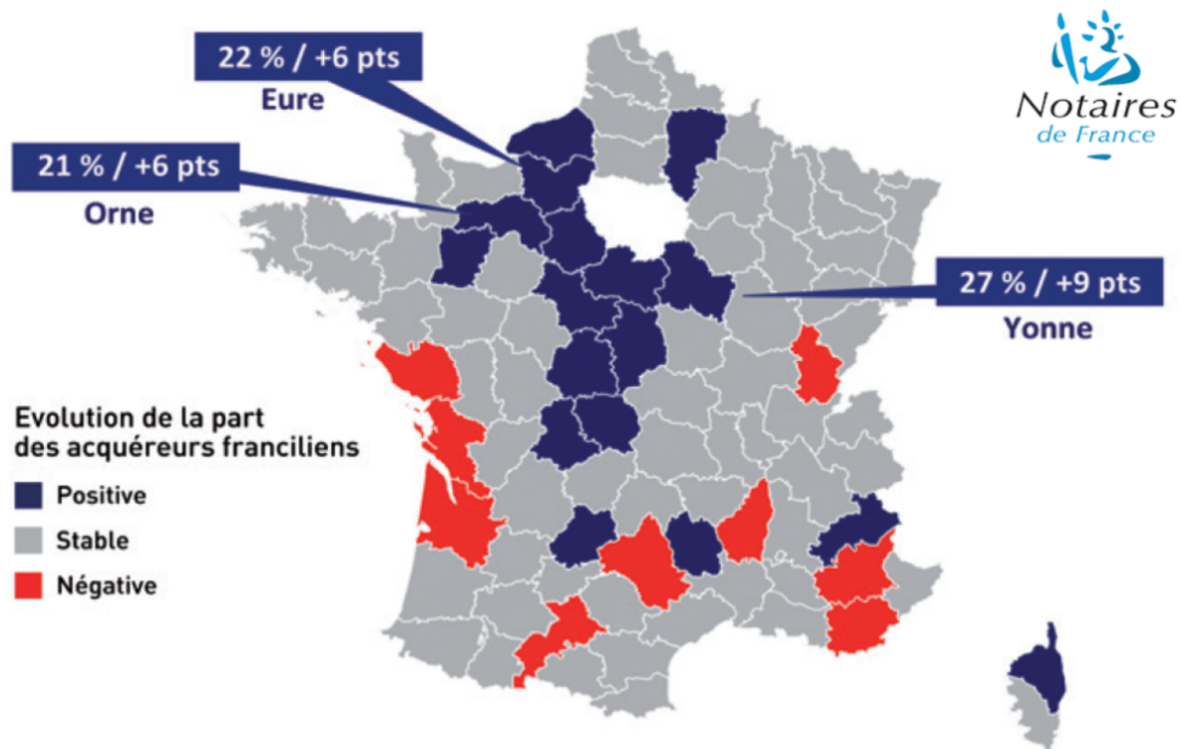 22 % / +6 pts
Eure
Notaires
de France
21 % / +6 pts
Orne
27 % / +9 pts
Yonne
Evolution de la part
des acquéreurs franciliens
Positive
Stable
Négative